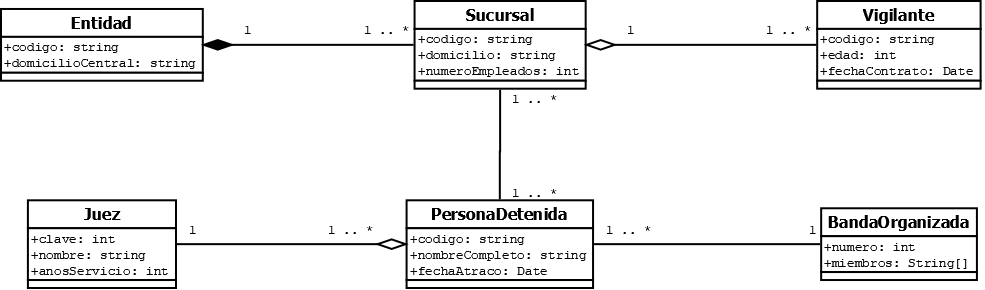 Entidad
+codigo: string
+domicilioCentral: string
1
1 .. *
Sucursal
+codigo: string
+domicilio: string
+numeroEmpleados: int
1
1 .. *
Vigilante
+codigo: string
+edad: int
+fechaContrato: Date
1 .. *
1 .. *
Juez
+clave: int
+nombre: string
+anosServicio: int
1
1 .. *
PersonaDetenida
+codigo: string
+nombreCompleto: string
+fechaAtraco: Date
1 .. *
1
BandaOrganizada
+numero: int
+miembros: String[]